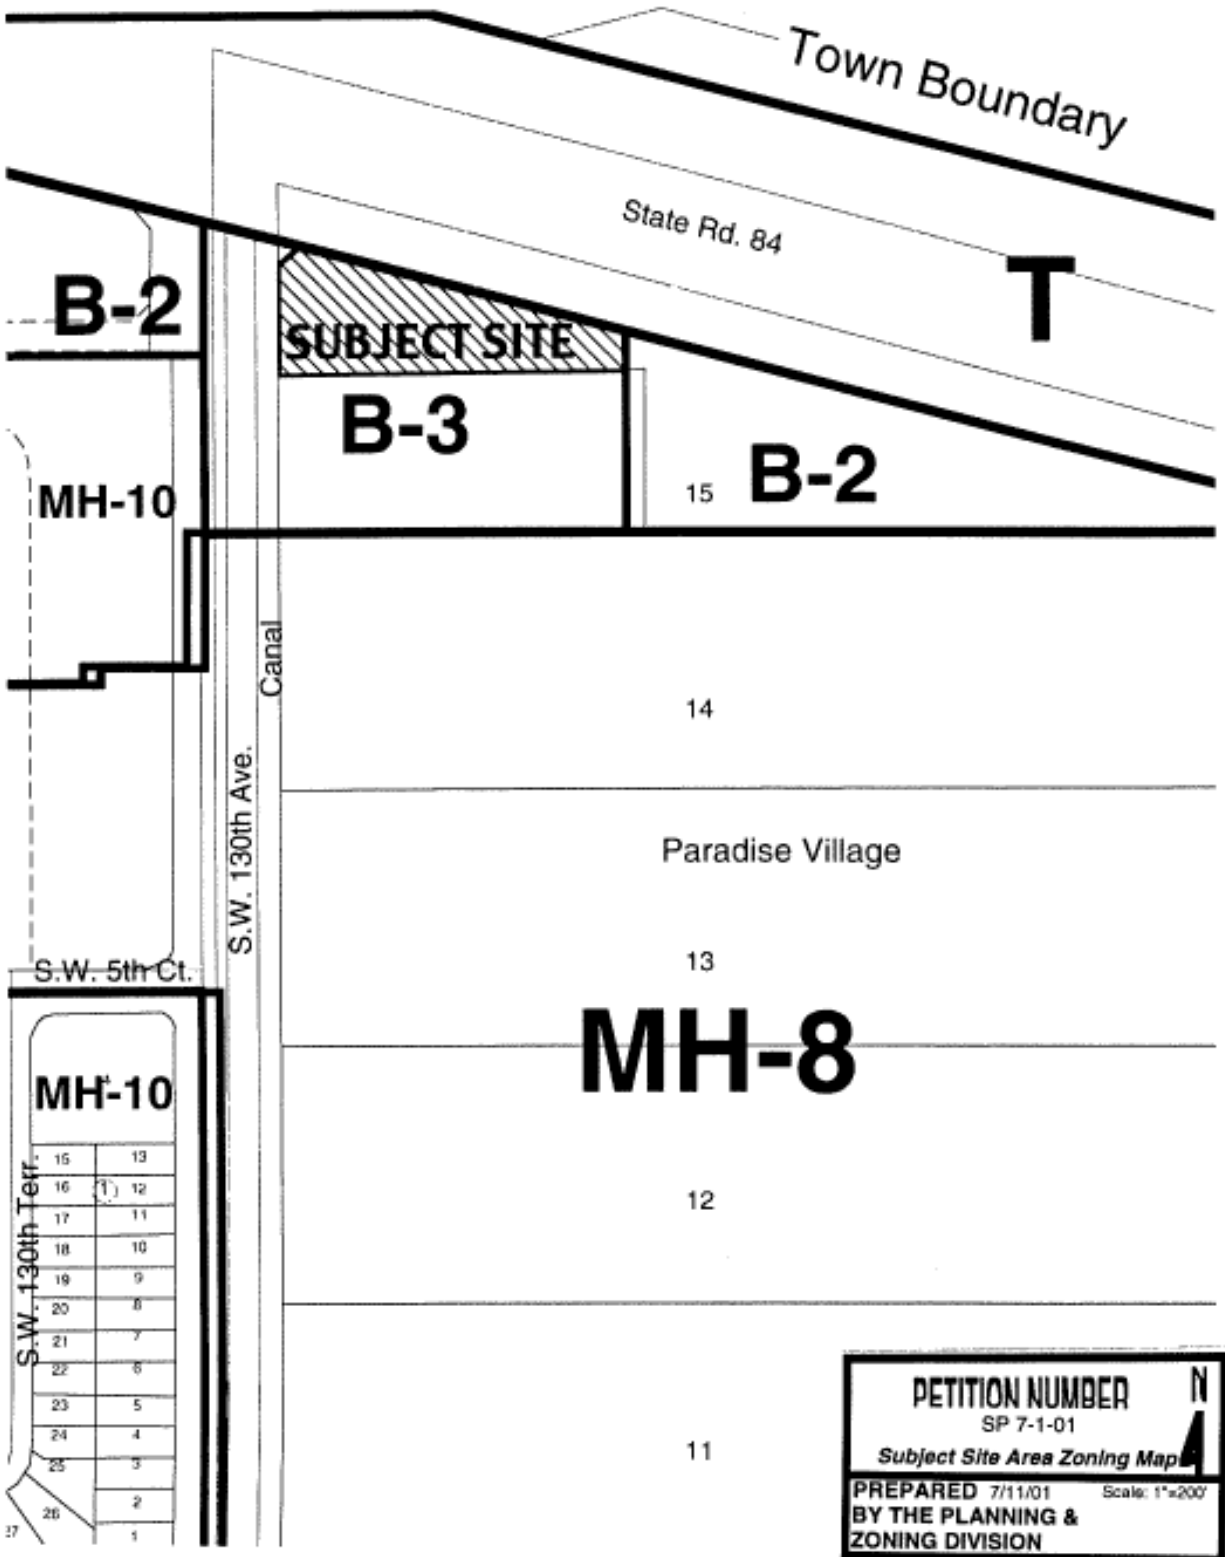 Town Boundary
State Rd. 84
T
B-2
SUBJECT SITE
B-3
B-2
15
MH-10
Canal
14
S.W. 130th Ave.
Paradise Village
13
S.W. 5th Ct.
MH-8
MH-10
S.W. 130th Terr.
15 13
16 1 12
17 11
18 10
19 9
20 8
21 7
22 6
23 5
24 4
25 3
26 2
27 1
12
11
PETITION NUMBER
N
SP 7-1-01
Subject Site Area Zoning Map
PREPARED 7/11/01 Scale: 1"=200'
BY THE PLANNING &
ZONING DIVISION